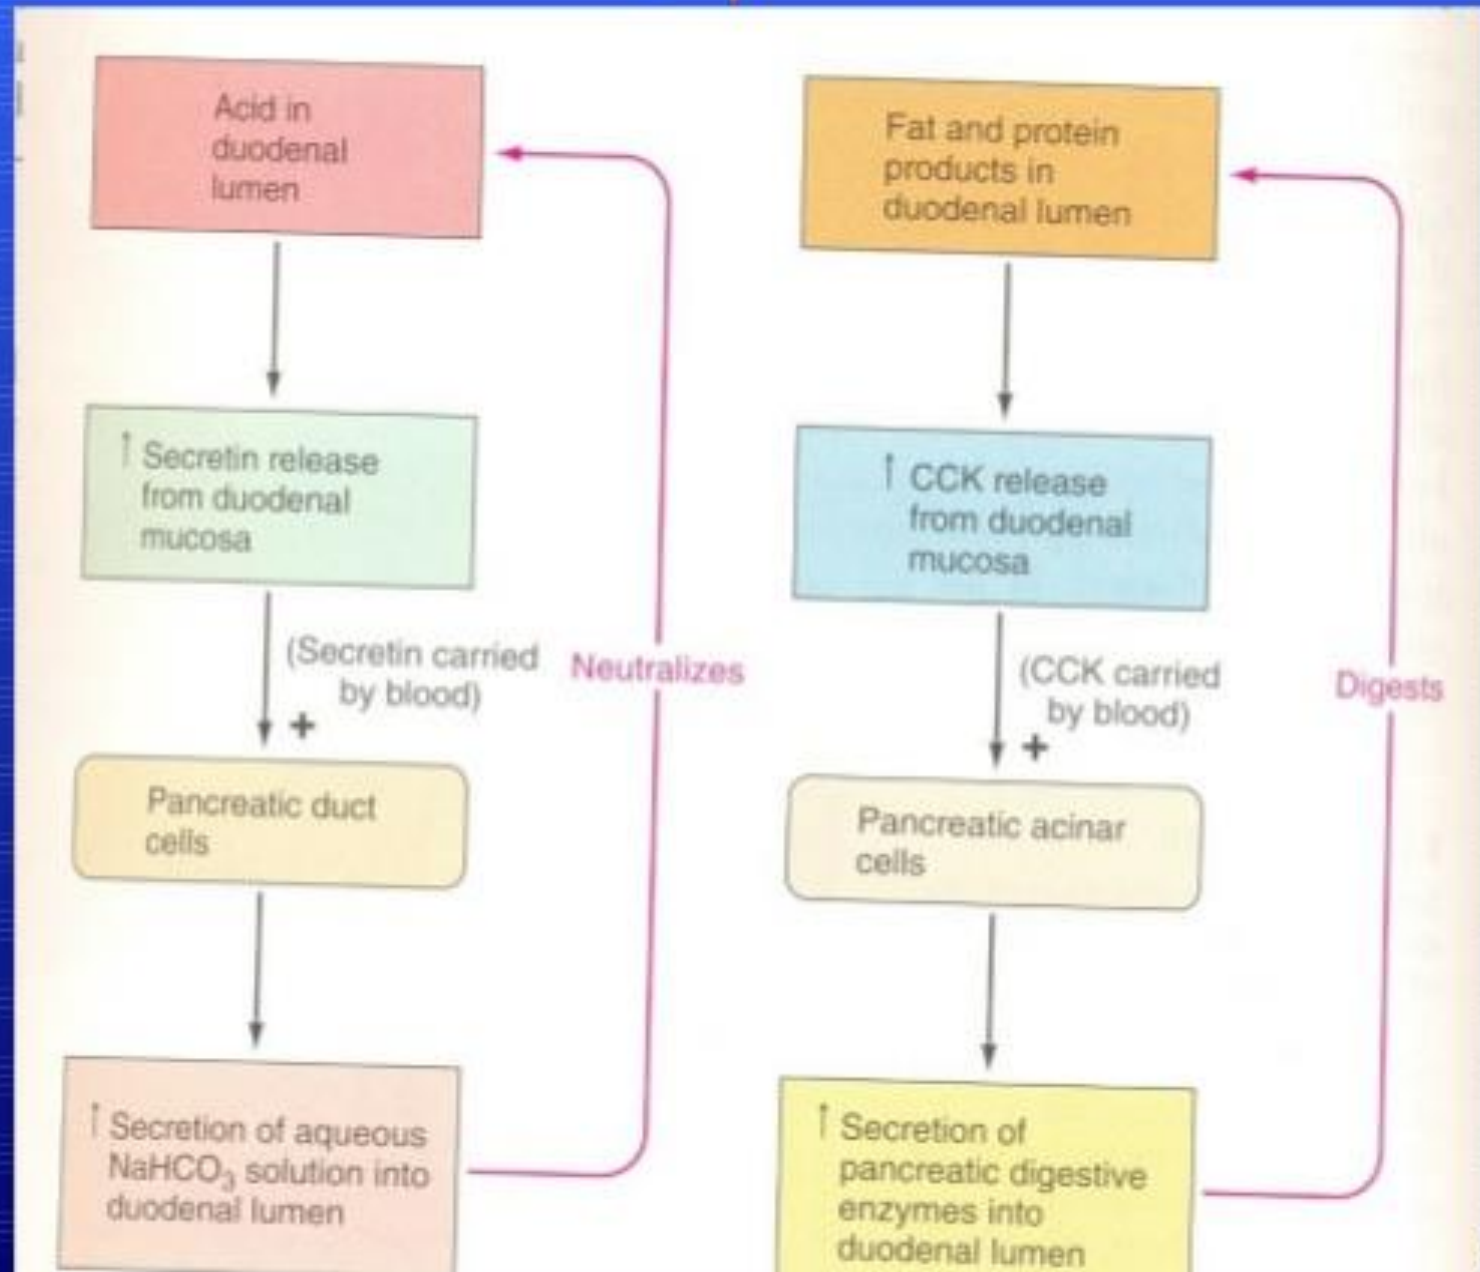 Acid in
duodenal
lumen
↑ Secretin release
from duodenal
mucosa
(Secretin carried
by blood)
+
Neutralizes
Pancreatic duct
cells
↑ Secretion of aqueous
NaHCO₃ solution into
duodenal lumen
Fat and protein
products in
duodenal lumen
↑ CCK release
from duodenal
mucosa
(CCK carried
by blood)
+
Digests
Pancreatic acinar
cells
↑ Secretion of
pancreatic digestive
enzymes into
duodenal lumen